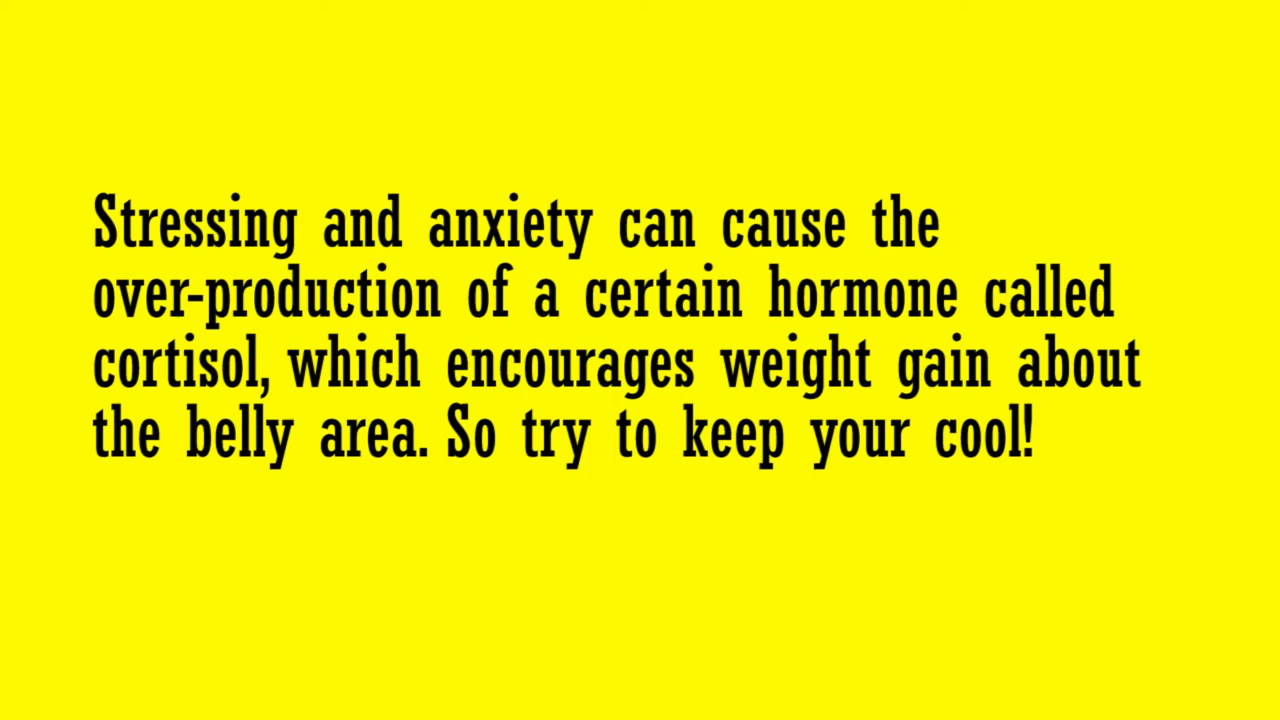 Stressing and anxiety can cause the
over-production of a certain hormone called
cortisol, which encourages weight gain about
the belly area. So try to keep your cool!